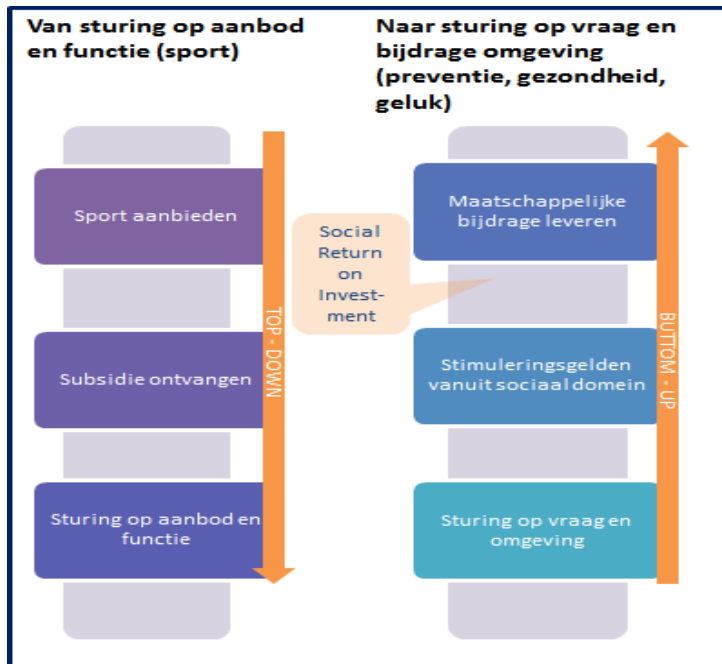 Van sturing op aanbod
en functie (sport)
Naar sturing op vraag en
bijdrage omgeving
(preventie, gezondheid,
geluk)
Sport aanbieden
Subsidie ontvangen
Sturing op aanbod en
functie
TOP - DOWN
Social
Return
on
Invest-
ment
Maatschappelijke
bijdrage leveren
Stimuleringsgelden
vanuit sociaal domein
Sturing op vraag en
omgeving
BUTTOM - UP